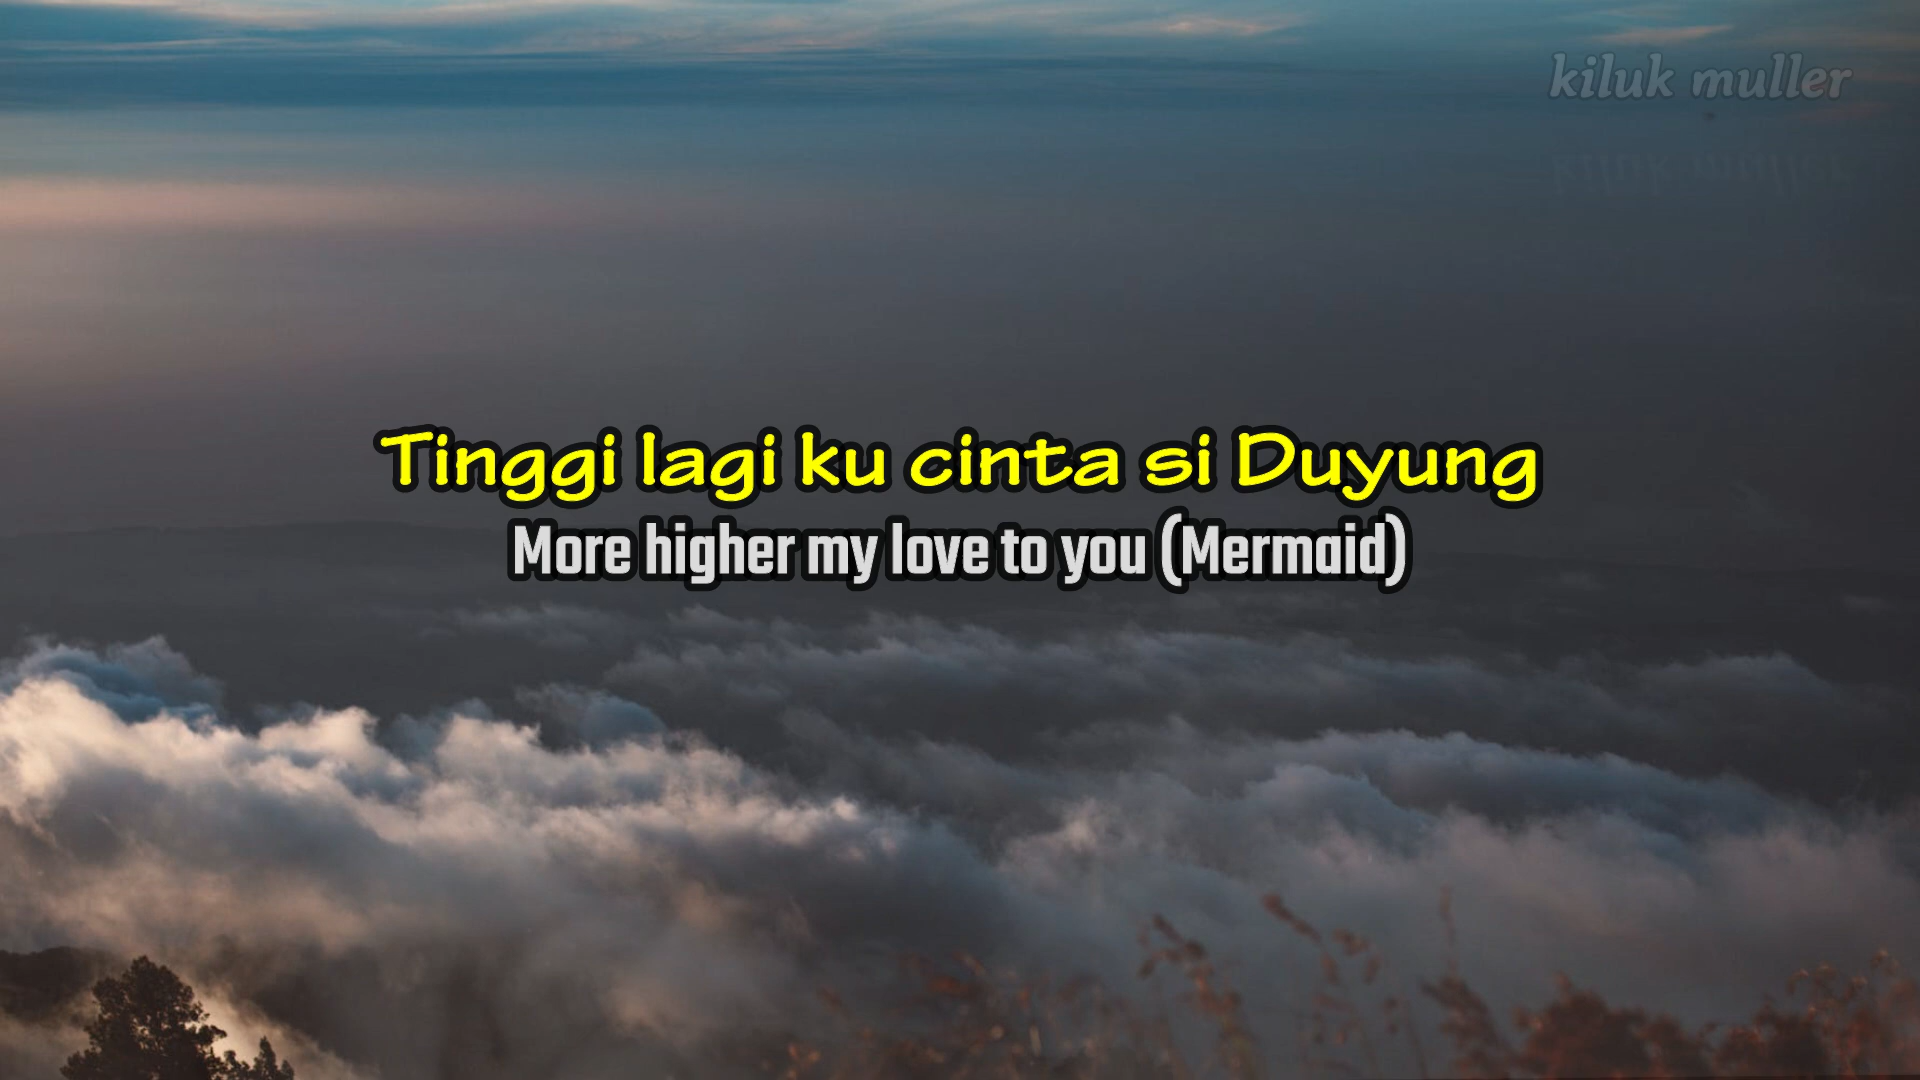 kiluk muller
Tinggi lagi ku cinta si Duyung
More higher my love to you (Mermaid)